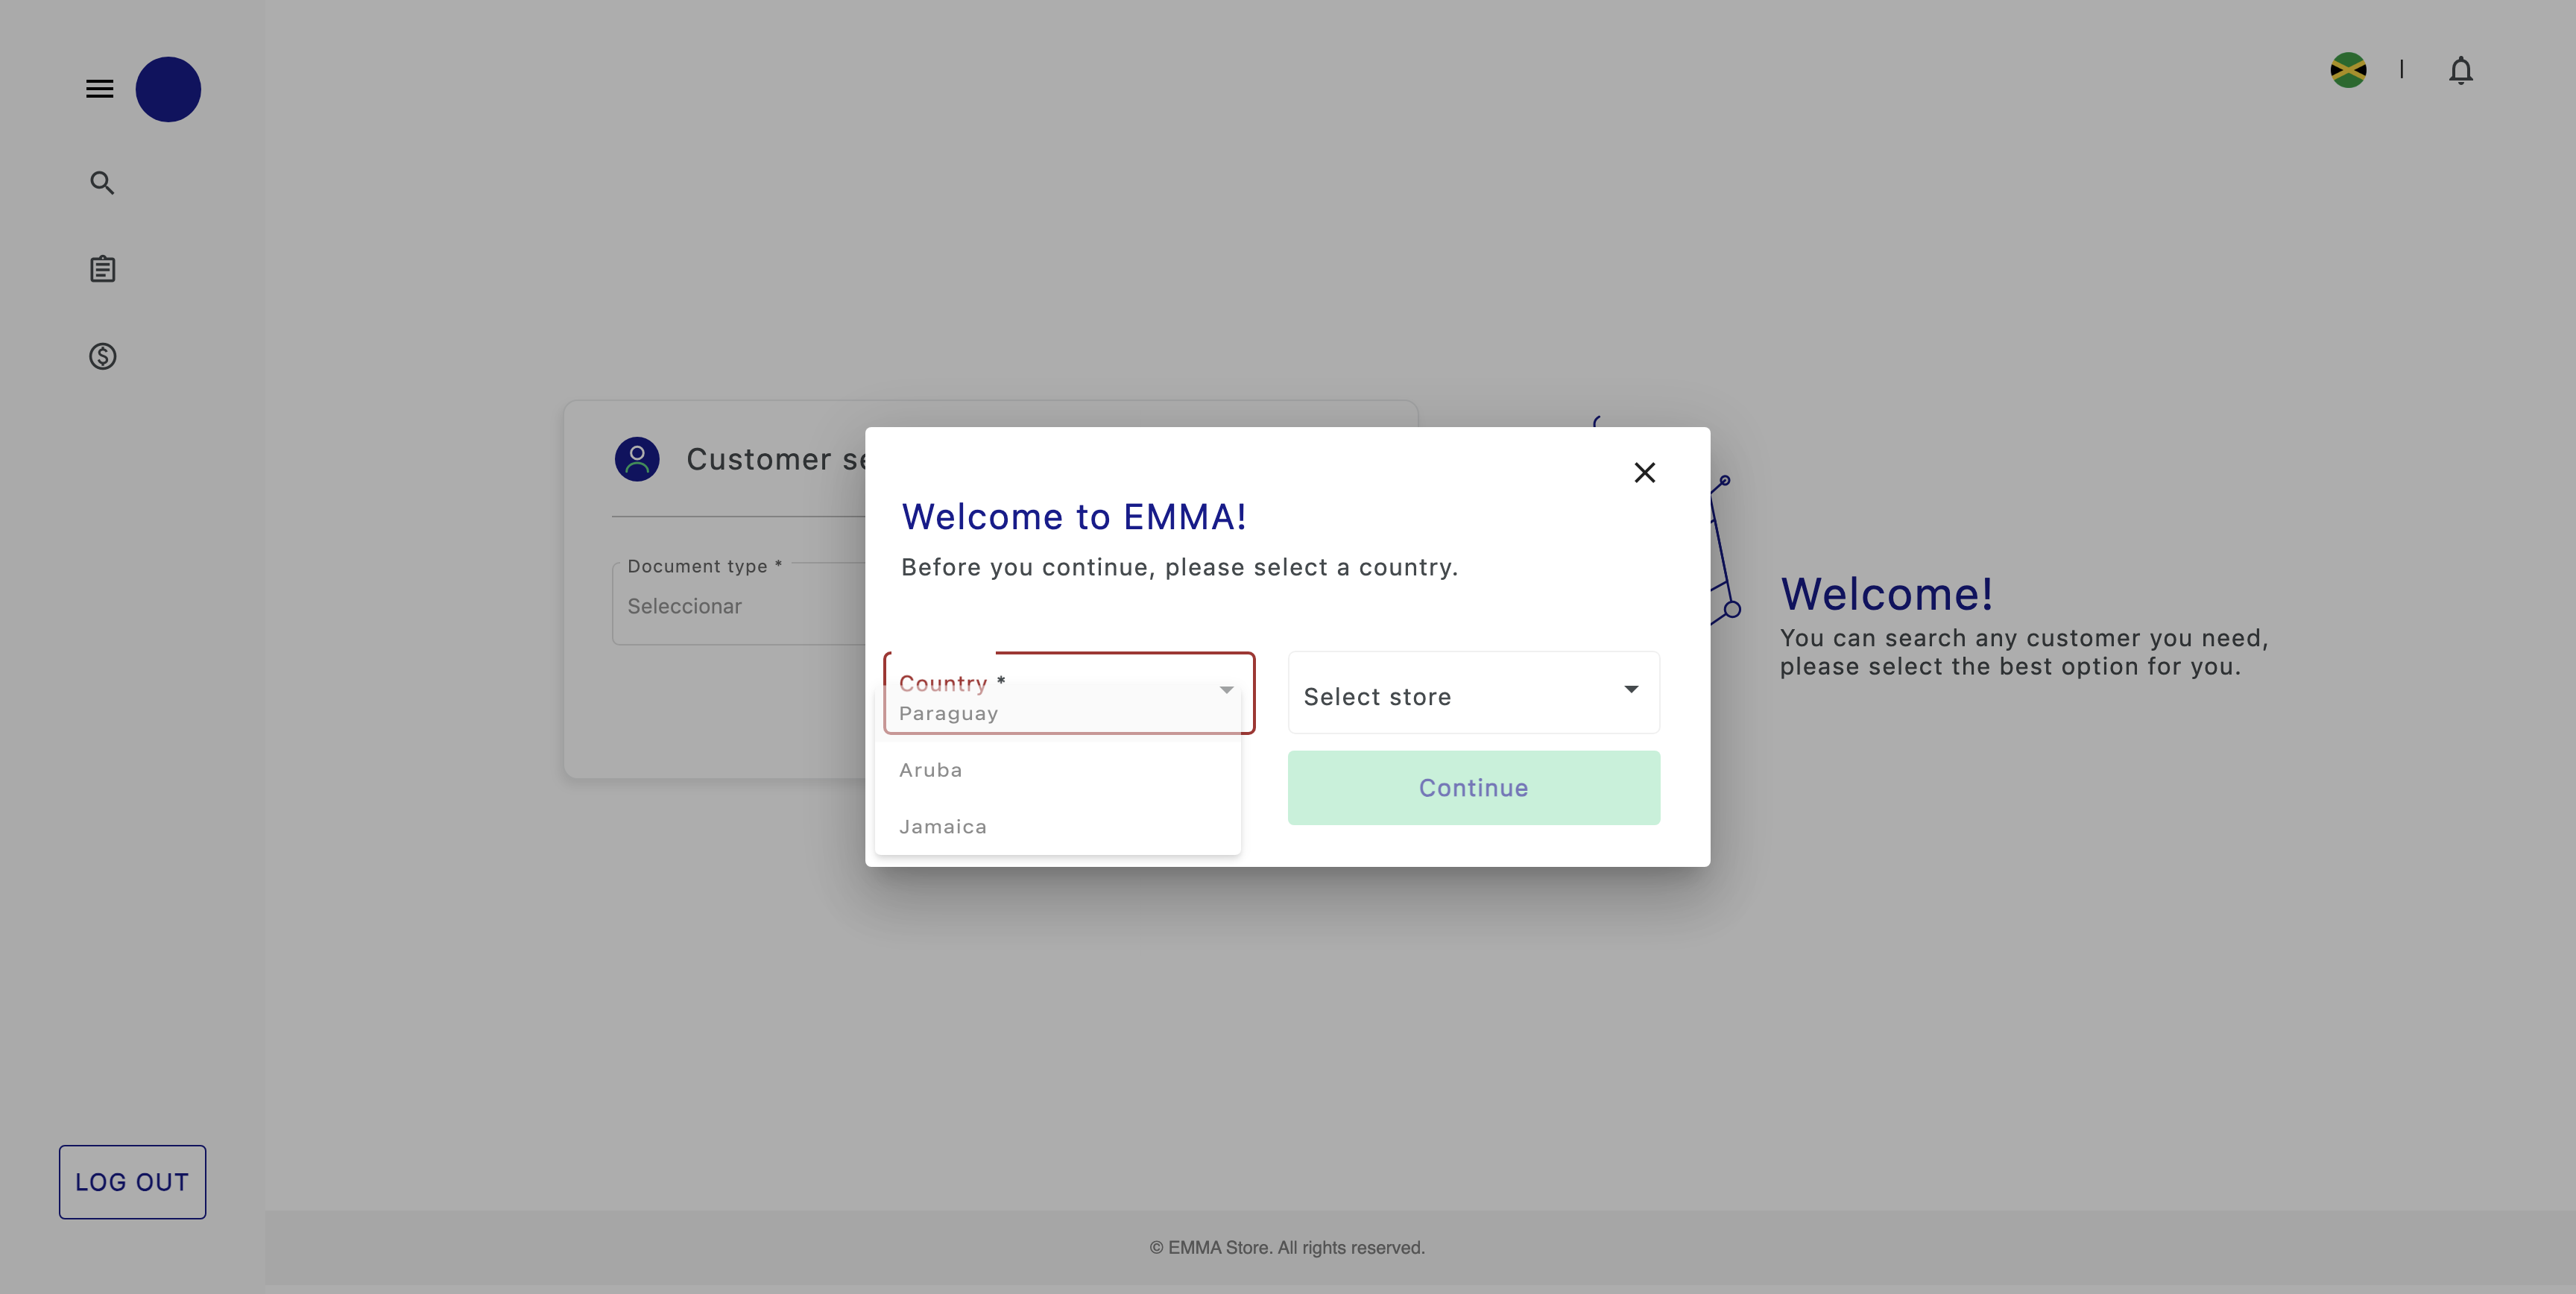 Customer se
Document type *
Seleccionar
Welcome to EMMA!
Before you continue, please select a country.
Country *
Paraguay
Aruba
Jamaica
Select store
Continue
Welcome!
You can search any customer you need,
please select the best option for you.
LOG OUT
© EMMA Store. All rights reserved.